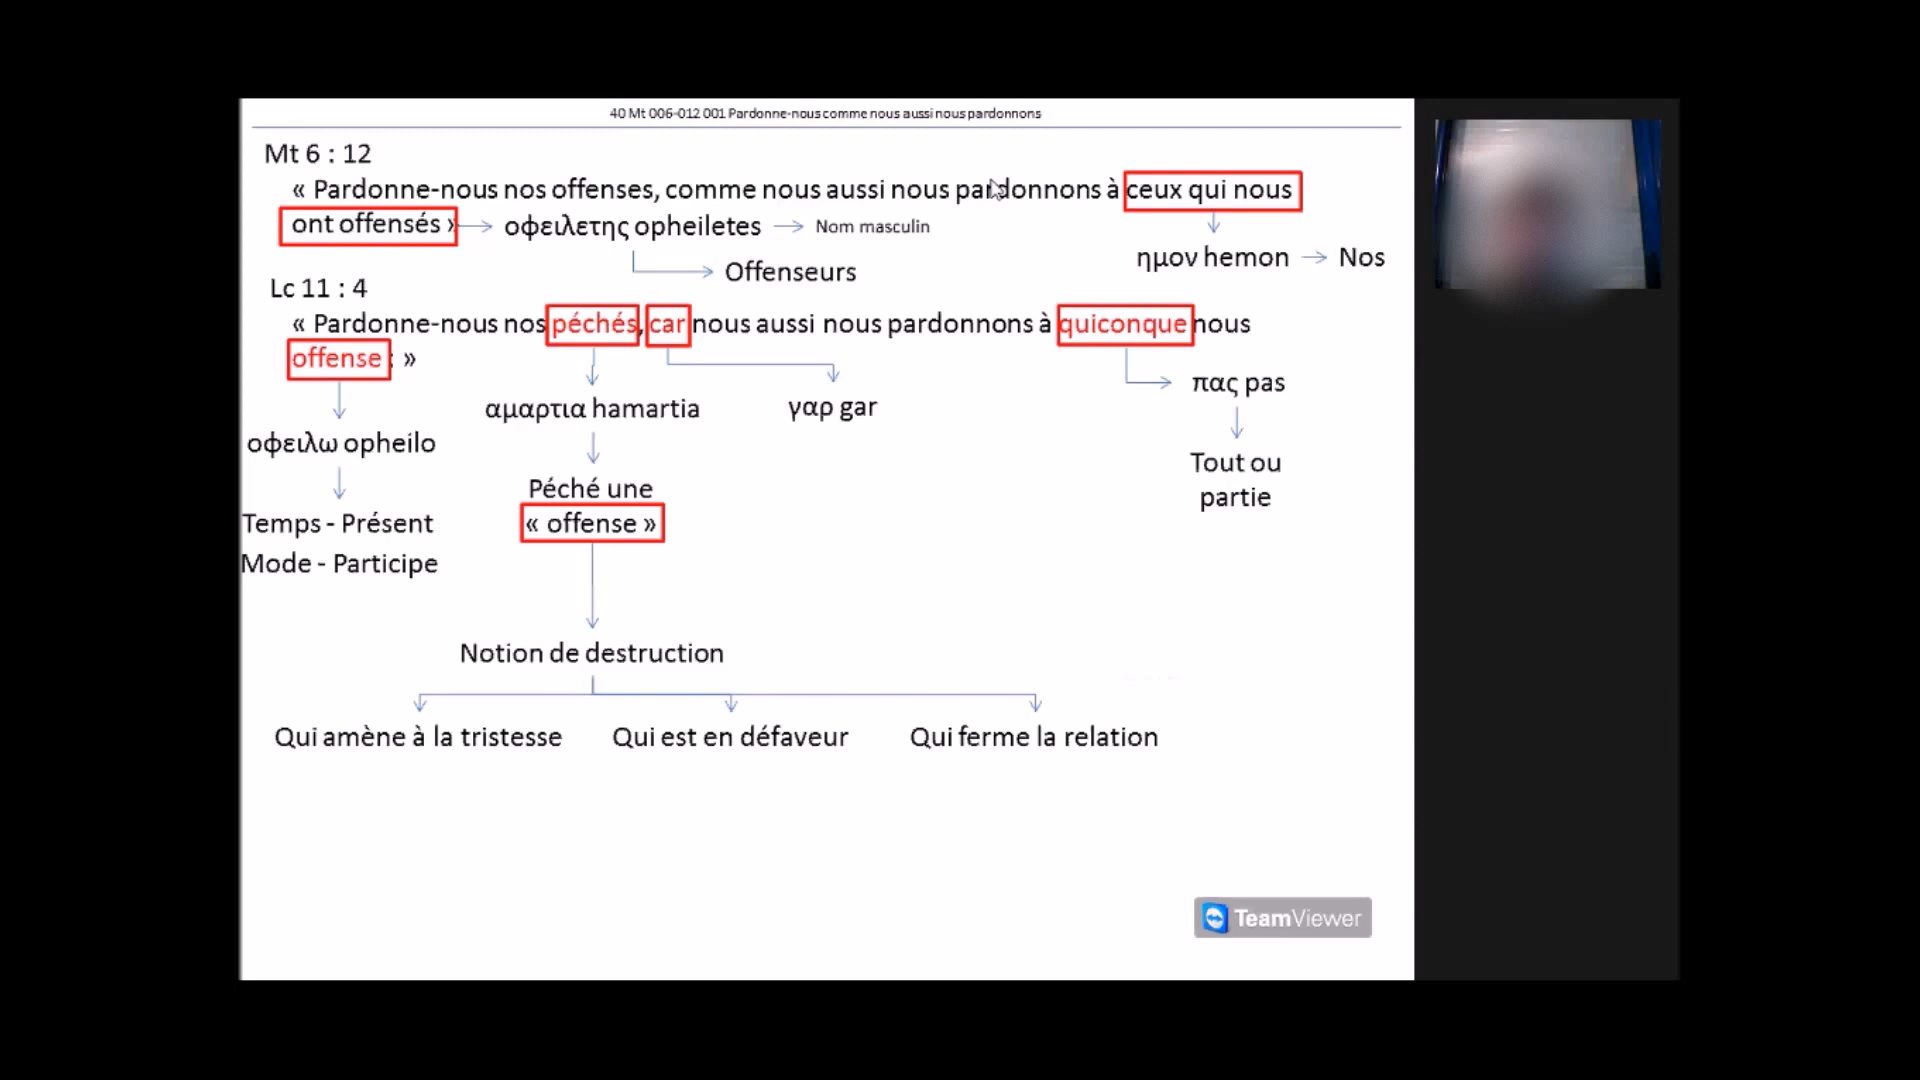 40 Mt 006-012 001 Pardonne-nous comme nous aussi nous pardonnons
Mt 6 : 12
« Pardonne-nous nos offenses, comme nous aussi nous pardonnons à ceux qui nous
ont offensés » οφειλετης opheiletes Nom masculin
ημον hemon Nos
Offenseurs
Lc 11 : 4
« Pardonne-nous nos péchés, car nous aussi nous pardonnons à quiconque nous
offense : »
πας pas
αμαρτια hamartia γαρ gar
οφειλω opheilo
Tout ou
partie
Péché une
« offense »
Temps - Présent
Mode - Participe
Notion de destruction
Qui amène à la tristesse Qui est en défaveur Qui ferme la relation
TeamViewer